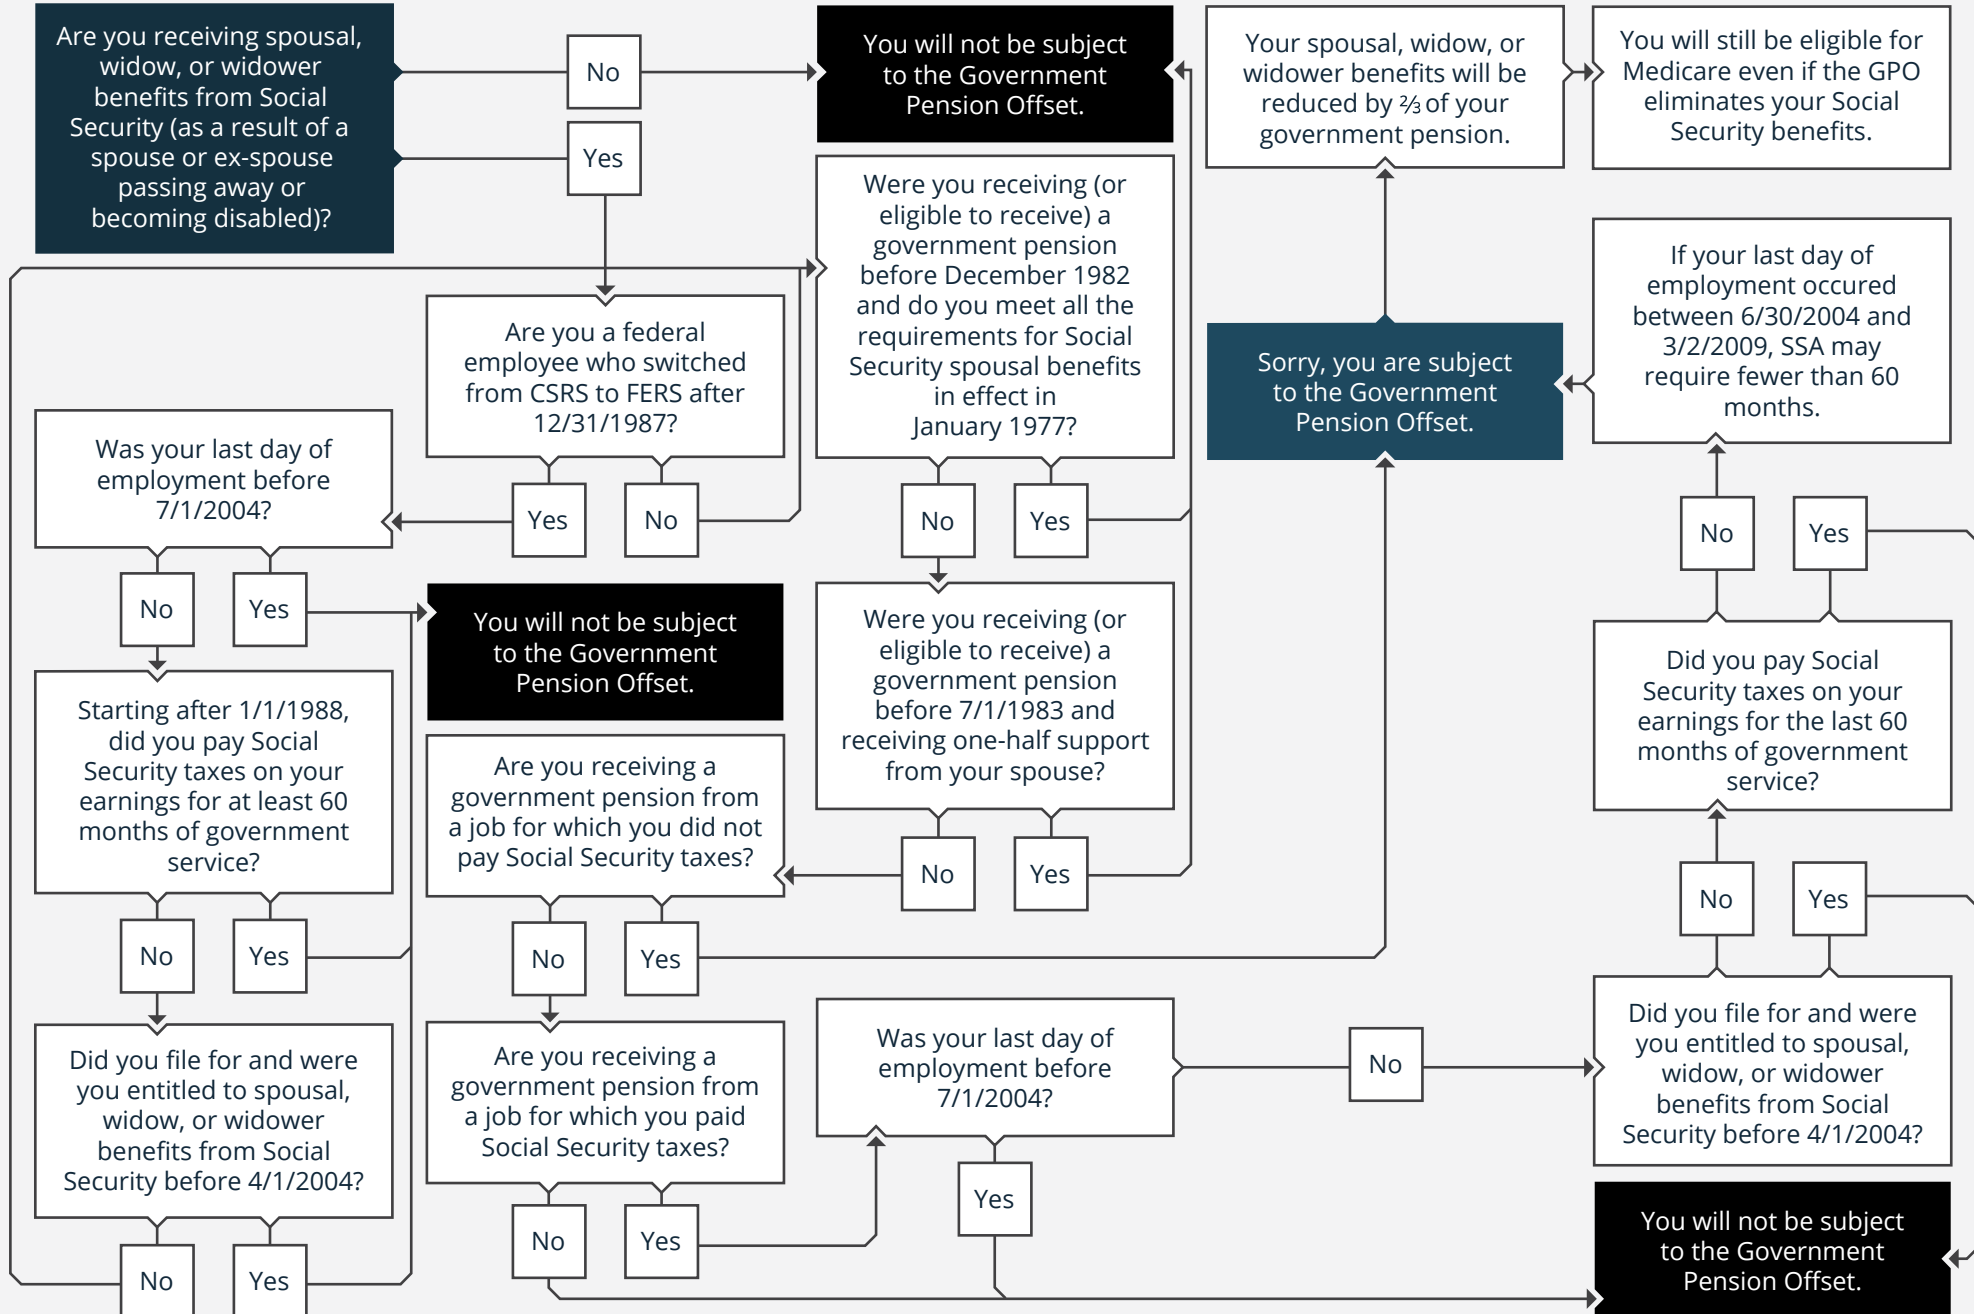 Are you receiving spousal,
widow, or widower
benefits from Social
Security (as a result of a
spouse or ex-spouse
passing away or
becoming disabled)?
No
Yes
You will not be subject
to the Government
Pension Offset.
Your spousal, widow, or
widower benefits will be
reduced by ⅔ of your
government pension.
You will still be eligible for
Medicare even if the GPO
eliminates your Social
Security benefits.
Are you a federal
employee who switched
from CSRS to FERS after
12/31/1987?
Yes
No
Were you receiving (or
eligible to receive) a
government pension
before December 1982
and do you meet all the
requirements for Social
Security spousal benefits
in effect in
January 1977?
No
Yes
Sorry, you are subject
to the Government
Pension Offset.
If your last day of
employment occured
between 6/30/2004 and
3/2/2009, SSA may
require fewer than 60
months.
No
Yes
Was your last day of
employment before
7/1/2004?
No
Yes
You will not be subject
to the Government
Pension Offset.
Were you receiving (or
eligible to receive) a
government pension
before 7/1/1983 and
receiving one-half support
from your spouse?
No
Yes
Did you pay Social
Security taxes on your
earnings for the last 60
months of government
service?
No
Yes
Starting after 1/1/1988,
did you pay Social
Security taxes on your
earnings for at least 60
months of government
service?
No
Yes
Are you receiving a
government pension from
a job for which you did not
pay Social Security taxes?
No
Yes
Did you file for and were
you entitled to spousal,
widow, or widower
benefits from Social
Security before 4/1/2004?
No
Yes
Are you receiving a
government pension from
a job for which you paid
Social Security taxes?
No
Yes
Was your last day of
employment before
7/1/2004?
No
Yes
Did you file for and were
you entitled to spousal,
widow, or widower
benefits from Social
Security before 4/1/2004?
You will not be subject
to the Government
Pension Offset.